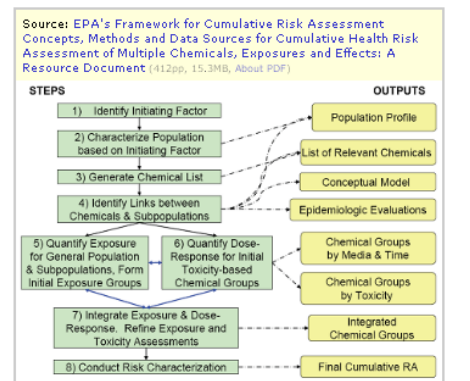 Source: EPA's Framework for Cumulative Risk Assessment
Concepts, Methods and Data Sources for Cumulative Health Risk
Assessment of Multiple Chemicals, Exposures and Effects: A
Resource Document (412pp, 15.3MB, About PDF)
STEPS
OUTPUTS
1) Identify Initiating Factor
Population Profile
2) Characterize Population
based on Initiating Factor
List of Relevant Chemicals
3) Generate Chemical List
Conceptual Model
4) Identify Links between
Chemicals & Subpopulations
Epidemiologic Evaluations
5) Quantify Exposure
for General Population
& Subpopulations, Form
Initial Exposure Groups
6) Quantify Dose-
Response for Initial
Toxicity-based
Chemical Groups
Chemical Groups
by Media & Time
Chemical Groups
by Toxicity
7) Integrate Exposure & Dose-
Response. Refine Exposure and
Toxicity Assessments
Integrated
Chemical Groups
8) Conduct Risk Characterization
Final Cumulative RA